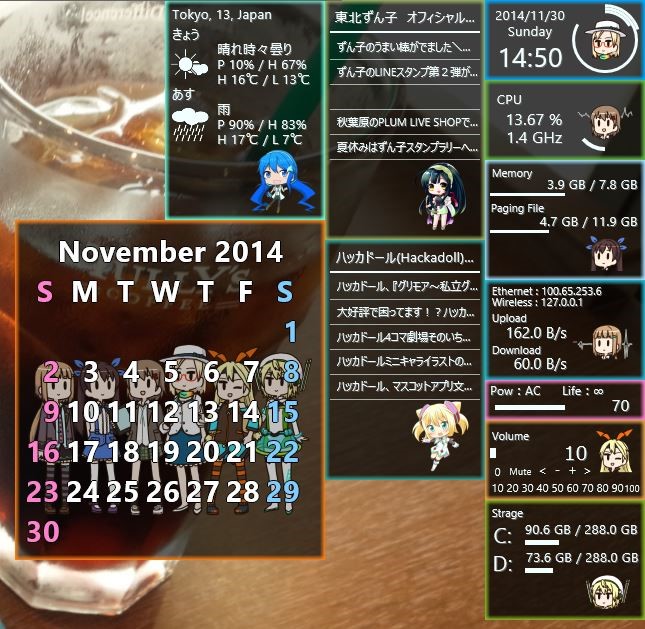 Tokyo, 13, Japan
きょう
晴れ時々曇り
P 10% / H 67%
H 16℃ / L 13℃
あす
雨
P 90% / H 83%
H 17℃ / L 7℃
東北ずん子 オフィシャル...
ずん子のうまい棒がでました＼...
ずん子のLINEスタンプ第２弾が...
秋葉原のPLUM LIVE SHOPで...
夏休みはずん子スタンプラリーへ...
2014/11/30
Sunday
14:50
CPU
13.67 %
1.4 GHz
Memory
3.9 GB / 7.8 GB
Paging File
4.7 GB / 11.9 GB
November 2014
S M T W T F S
1
2 3 4 5 6 7 8
9 10 11 12 13 14 15
16 17 18 19 20 21 22
23 24 25 26 27 28 29
30
ハッカドール(Hackadoll)...
ハッカドール、『グリモア～私立グ...
大好評で困ってます！？ハッカ...
ハッカドール4コマ劇場そのいち...
ハッカドールミニキャライラストの...
ハッカドール、マスコットアプリ文...
Ethernet : 100.65.253.6
Wireless : 127.0.0.1
Upload
162.0 B/s
Download
60.0 B/s
Pow : AC Life : ∞
70
Volume
10
0 Mute < - + >
10 20 30 40 50 60 70 80 90 100
Strage
C: 90.6 GB / 288.0 GB
D: 73.6 GB / 288.0 GB